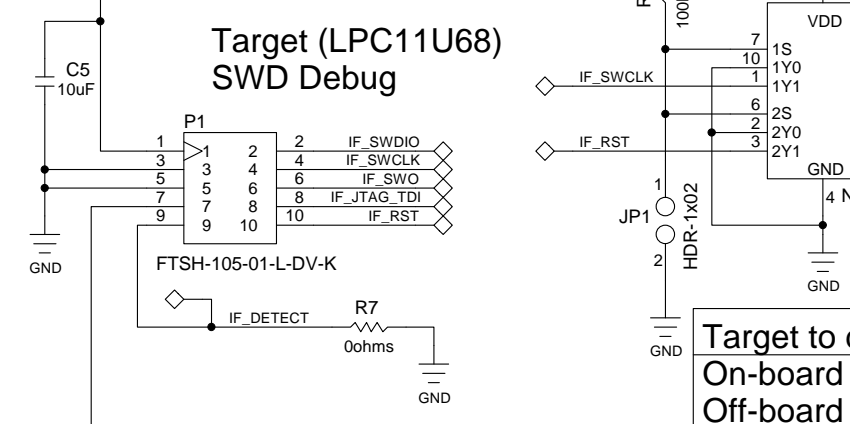 Target (LPC11U68)
SWD Debug
C5
10uF
P1
1 1 2 2 IF_SWDIO
3 3 4 4 IF_SWCLK
5 5 6 6 IF_SWO
7 7 8 8 IF_JTAG_TDI
9 9 10 10 IF_RST
FTSH-105-01-L-DV-K
GND
IF_DETECT
R7
0ohms
GND
VDD
7 1S
10 1Y0
IF_SWCLK 1 1Y1
6 2S
2 2Y0
IF_RST 3 2Y1
GND
4
1
JP1
2
HDR-1x02
GND
GND
Target to
On-board
Off-board